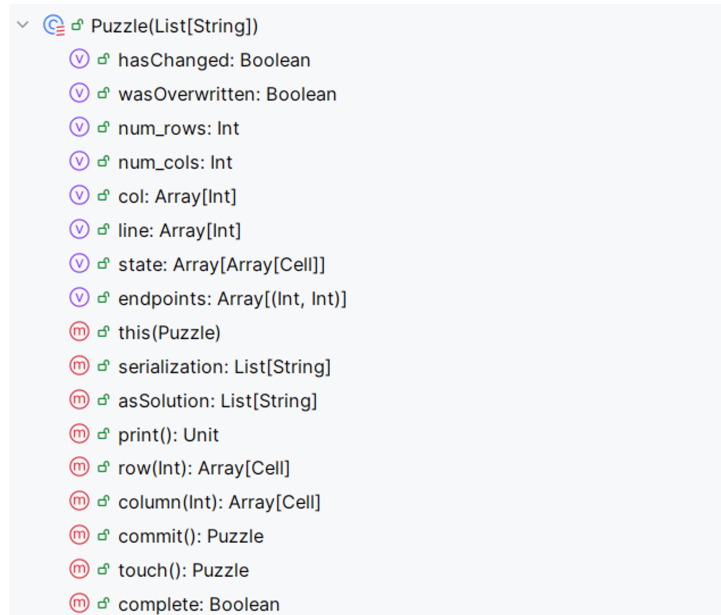 Puzzle(List[String])
hasChanged: Boolean
wasOverwritten: Boolean
num_rows: Int
num_cols: Int
col: Array[Int]
line: Array[Int]
state: Array[Array[Cell]]
endpoints: Array[(Int, Int)]
this(Puzzle)
serialization: List[String]
asSolution: List[String]
print(): Unit
row(Int): Array[Cell]
column(Int): Array[Cell]
commit(): Puzzle
touch(): Puzzle
complete: Boolean